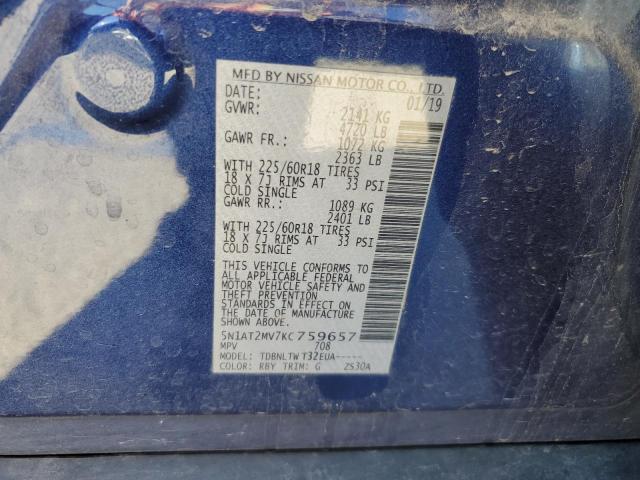 MFD BY NISSAN MOTOR CO., LTD.
DATE: 01/19
GVWR: 2141 KG
4720 LB
GAWR FR.: 1072 KG
2363 LB
WITH 225/60R18 TIRES
18 X 7J RIMS AT 33 PSI
COLD SINGLE
GAWR RR.: 1089 KG
2401 LB
WITH 225/60R18 TIRES
18 X 7J RIMS AT 33 PSI
COLD SINGLE
THIS VEHICLE CONFORMS TO
ALL APPLICABLE FEDERAL
MOTOR VEHICLE SAFETY AND
THEFT PREVENTION
STANDARDS IN EFFECT ON
THE DATE OF MANUFACTURE
SHOWN ABOVE.
5N1AT2MV7KC759657
MPV 708
MODEL: TDBNLTWT32EUA-----
COLOR: RBY TRIM: G 2S30A